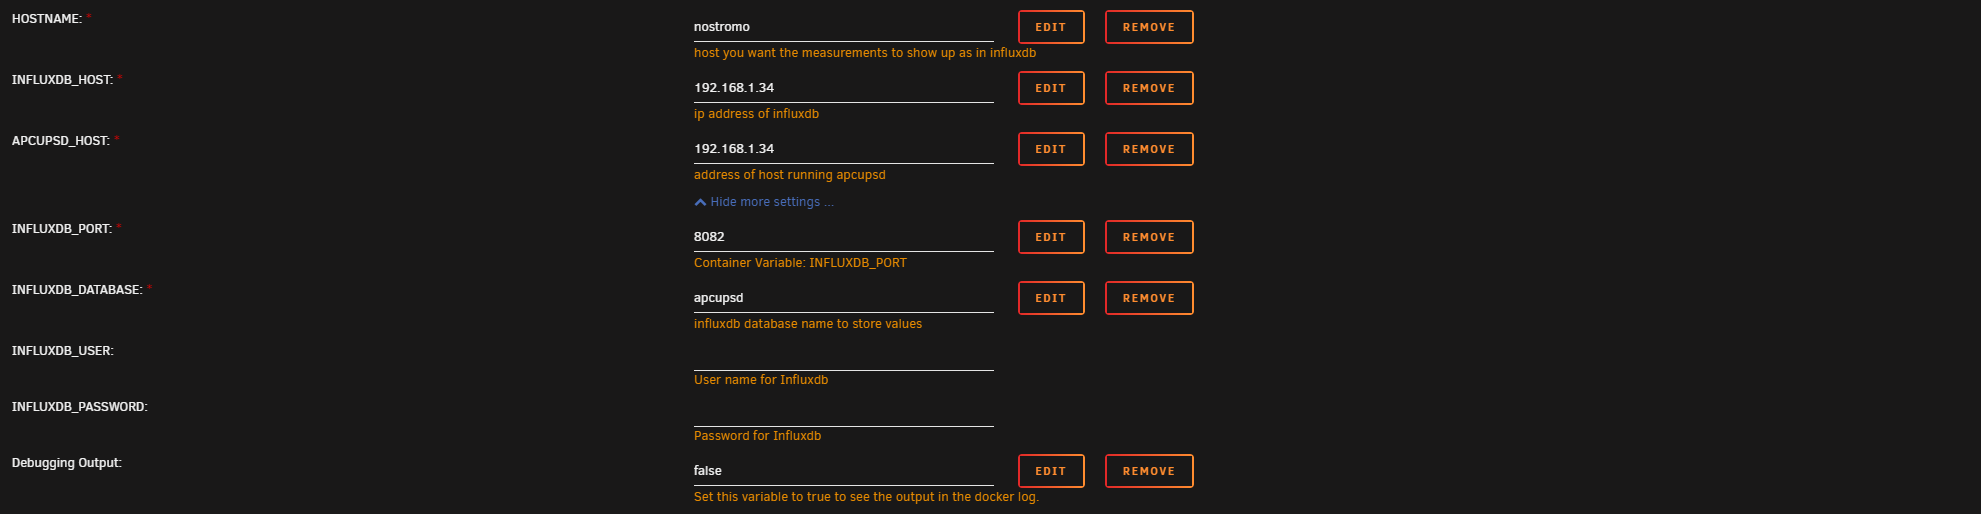 HOSTNAME: *
nostromo
EDIT
REMOVE
host you want the measurements to show up as in influxdb
INFLUXDB_HOST: *
192.168.1.34
EDIT
REMOVE
ip address of influxdb
APCUPSD_HOST: *
192.168.1.34
EDIT
REMOVE
address of host running apcupsd
Hide more settings ...
INFLUXDB_PORT: *
8082
EDIT
REMOVE
Container Variable: INFLUXDB_PORT
INFLUXDB_DATABASE: *
apcupsd
EDIT
REMOVE
influxdb database name to store values
INFLUXDB_USER:
User name for Influxdb
INFLUXDB_PASSWORD:
Password for Influxdb
Debugging Output:
false
EDIT
REMOVE
Set this variable to true to see the output in the docker log.